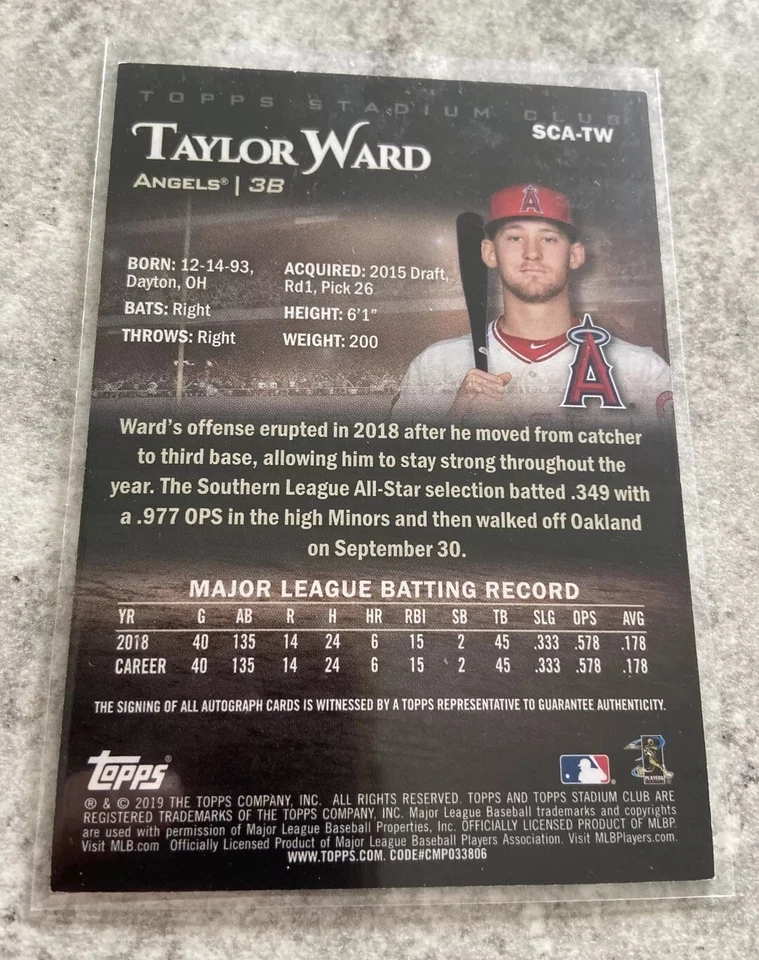 TOPPS STADIUM CLUB
SCA-TW
TAYLOR WARD
ANGELS® | 3B
BORN: 12-14-93,
Dayton, OH
BATS: Right
THROWS: Right
ACQUIRED: 2015 Draft,
Rd1, Pick 26
HEIGHT: 6'1"
WEIGHT: 200
A
A
Ward's offense erupted in 2018 after he moved from catcher
to third base, allowing him to stay strong throughout the
year. The Southern League All-Star selection batted .349 with
a .977 OPS in the high Minors and then walked off Oakland
on September 30.
MAJOR LEAGUE BATTING RECORD
YR G AB R H HR RBI SB TB SLG OPS AVG
2018 40 135 14 24 6 15 2 45 .333 .578 .178
CAREER 40 135 14 24 6 15 2 45 .333 .578 .178
THE SIGNING OF ALL AUTOGRAPH CARDS IS WITNESSED BY A TOPPS REPRESENTATIVE TO GUARANTEE AUTHENTICITY.
topps®
PLAYERS
® & © 2019 THE TOPPS COMPANY, INC. ALL RIGHTS RESERVED. TOPPS AND TOPPS STADIUM CLUB ARE
REGISTERED TRADEMARKS OF THE TOPPS COMPANY, INC. Major League Baseball trademarks and copyrights
are used with permission of Major League Baseball Properties, Inc. OFFICIALLY LICENSED PRODUCT OF MLBP.
Visit MLB.com Officially Licensed Product of Major League Baseball Players Association. Visit MLBPlayers.com.
WWW.TOPPS.COM. CODE#CMP033806